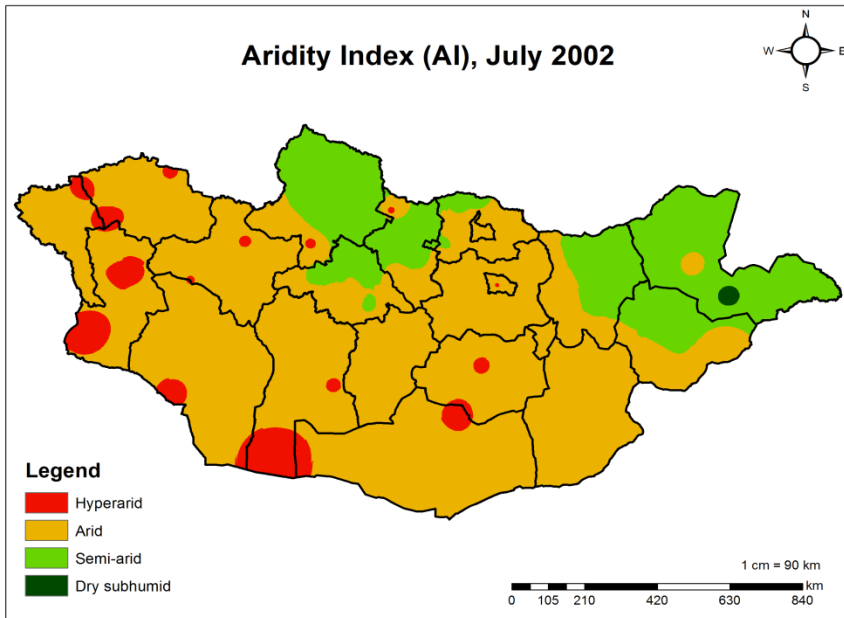 Aridity Index (AI), July 2002
N
W E
S
Legend
Hyperarid
Arid
Semi-arid
Dry subhumid
1 cm = 90 km
km
0 105 210 420 630 840